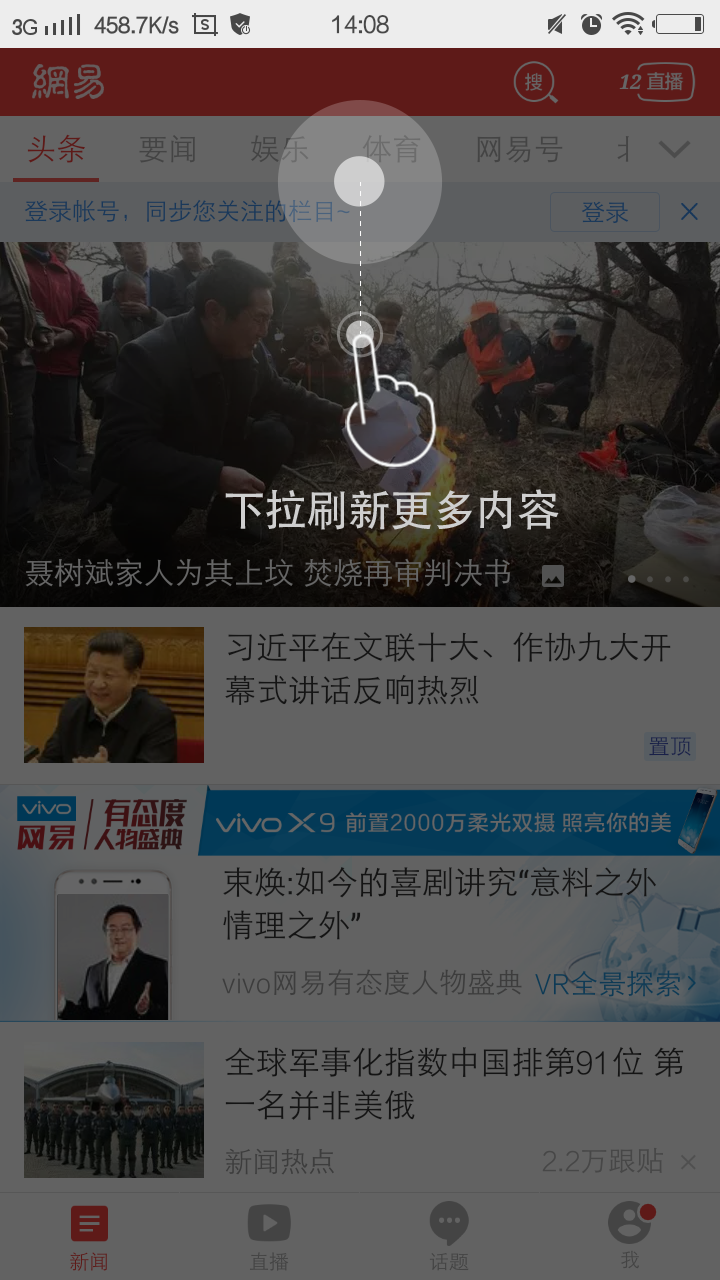 3G 458.7K/s S 14:08
網易 搜 12 直播
头条 要闻 娱乐 体育 网易号
登录帐号，同步您关注的栏目~ 登录
下拉刷新更多内容
聂树斌家人为其上坟 焚烧再审判决书
习近平在文联十大、作协九大开
幕式讲话反响热烈
置顶
vivo 网易 有态度 人物盛典
vivo X9 前置2000万柔光双摄 照亮你的美
束焕:如今的喜剧讲究“意料之外
情理之外”
vivo网易有态度人物盛典 VR全景探索
全球军事化指数中国排第91位 第
一名并非美俄
新闻热点 2.2万跟贴
新闻 直播 话题 我